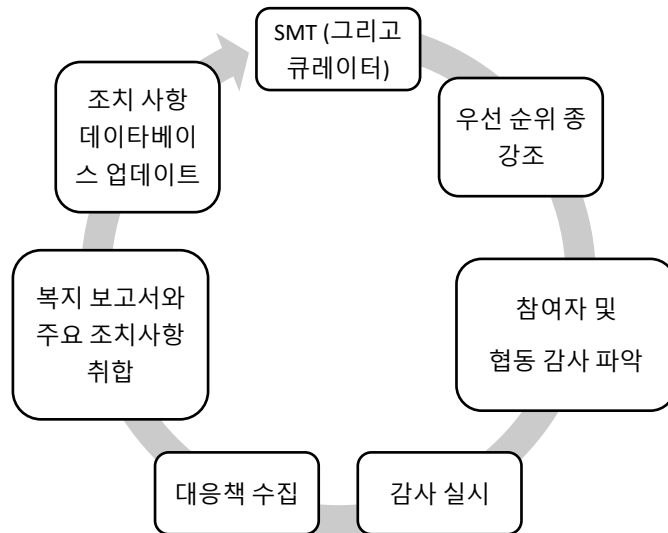 SMT (그리고
큐레이터)
우선 순위 종
강조
참여자 및
협동 감사 파악
감사 실시
대응책 수집
복지 보고서와
주요 조치사항
취합
조치 사항
데이타베이
스 업데이트